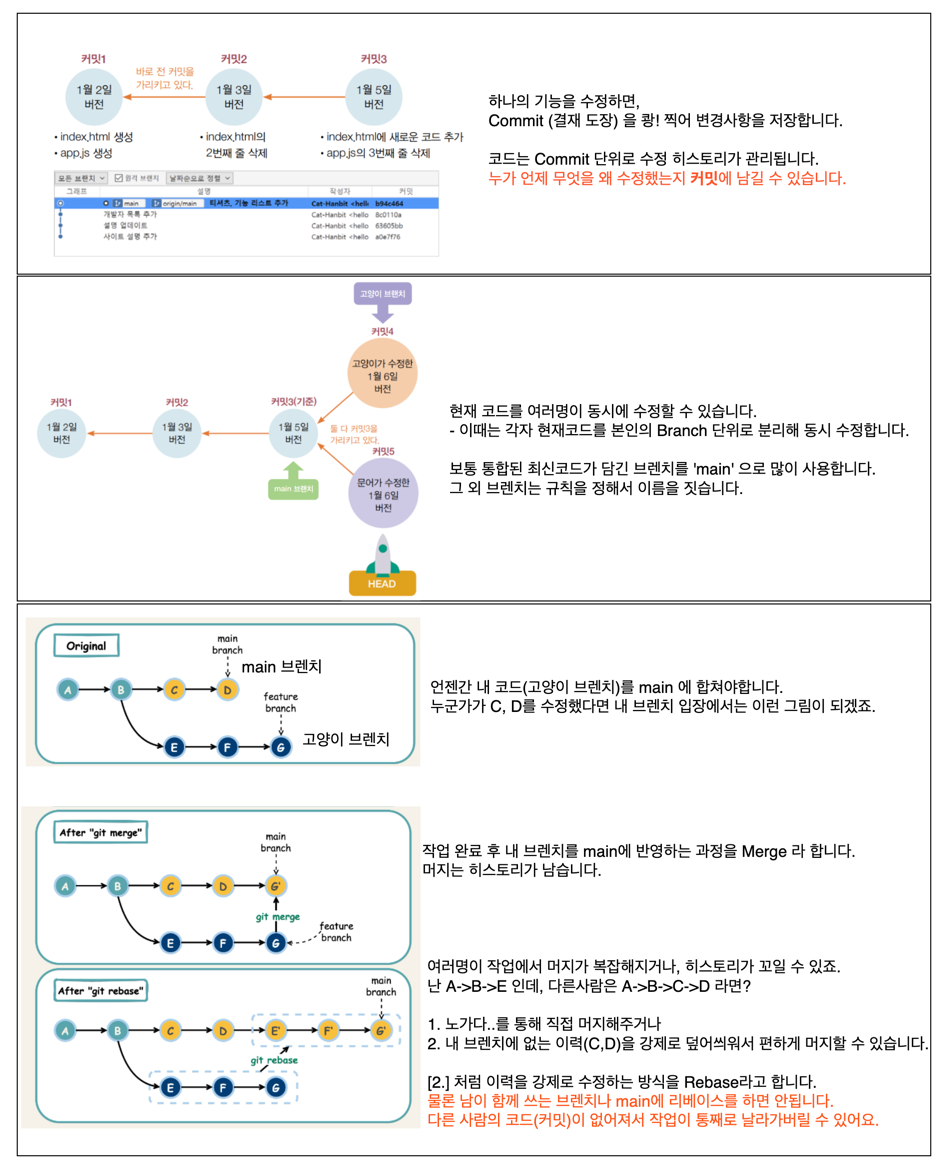 커밋1
커밋2
커밋3
바로 전 커밋을
가리키고 있다.
1월 2일
버전
1월 3일
버전
1월 5일
버전
• index.html 생성
• app.js 생성
• index.html의
2번째 줄 삭제
• index.html에 새로운 코드 추가
• app.js의 3번째 줄 삭제
모든 브랜치
원격 브랜치
날짜순으로 정렬
그래프
설명
작성자
커밋
main
origin/main
티셔츠, 기능 리스트 추가
Cat-Hanbit <hello
b94c464
개발자 목록 추가
Cat-Hanbit <hello
8c0110a
설명 업데이트
Cat-Hanbit <hello
63605bb
사이트 설명 추가
Cat-Hanbit <hello
a0e7f76
하나의 기능을 수정하면,
Commit (결재 도장) 을 쾅! 찍어 변경사항을 저장합니다.
코드는 Commit 단위로 수정 히스토리가 관리됩니다.
누가 언제 무엇을 왜 수정했는지 커밋에 남길 수 있습니다.
고양이 브랜치
커밋4
고양이가 수정한
1월 6일
버전
커밋1
커밋2
커밋3(기준)
1월 2일
버전
1월 3일
버전
1월 5일
버전
둘 다 커밋3을
가리키고 있다.
커밋5
main 브랜치
문어가 수정한
1월 6일
버전
HEAD
현재 코드를 여러명이 동시에 수정할 수 있습니다.
- 이때는 각자 현재코드를 본인의 Branch 단위로 분리해 동시 수정합니다.
보통 통합된 최신코드가 담긴 브렌치를 'main' 으로 많이 사용합니다.
그 외 브렌치는 규칙을 정해서 이름을 짓습니다.
Original
main
branch
main 브렌치
A
B
C
D
feature
branch
E
F
G
고양이 브렌치
언젠간 내 코드(고양이 브렌치)를 main 에 합쳐야합니다.
누군가가 C, D를 수정했다면 내 브렌치 입장에서는 이런 그림이 되겠죠.
After "git merge"
main
branch
A
B
C
D
G'
git merge
feature
branch
E
F
G
작업 완료 후 내 브렌치를 main에 반영하는 과정을 Merge 라 합니다.
머지는 히스토리가 남습니다.
After "git rebase"
main
branch
A
B
C
D
E'
F'
G'
git rebase
E
F
G
여러명이 작업에서 머지가 복잡해지거나, 히스토리가 꼬일 수 있죠.
난 A->B->E 인데, 다른사람은 A->B->C->D 라면?
1. 노가다..를 통해 직접 머지해주거나
2. 내 브렌치에 없는 이력(C,D)을 강제로 덮어씌워서 편하게 머지할 수 있습니다.
[2.] 처럼 이력을 강제로 수정하는 방식을 Rebase라고 합니다.
물론 남이 함께 쓰는 브렌치나 main에 리베이스를 하면 안됩니다.
다른 사람의 코드(커밋)이 없어져서 작업이 통째로 날라가버릴 수 있어요.